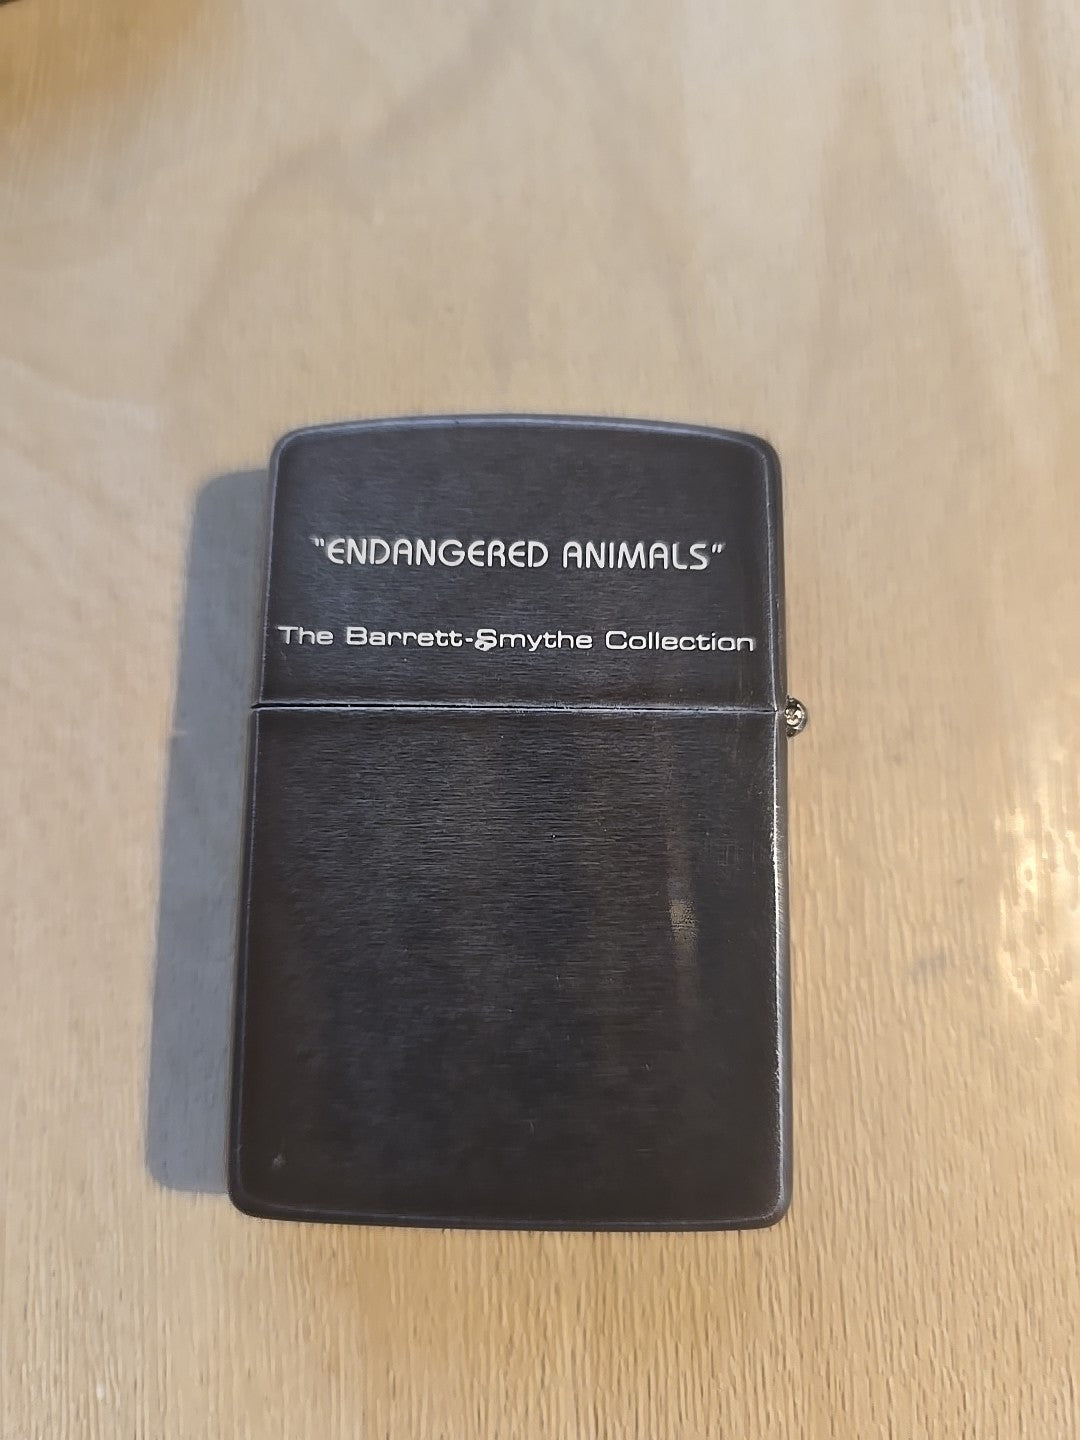 "ENDANGERED ANIMALS"
The Barrett-Smythe Collection